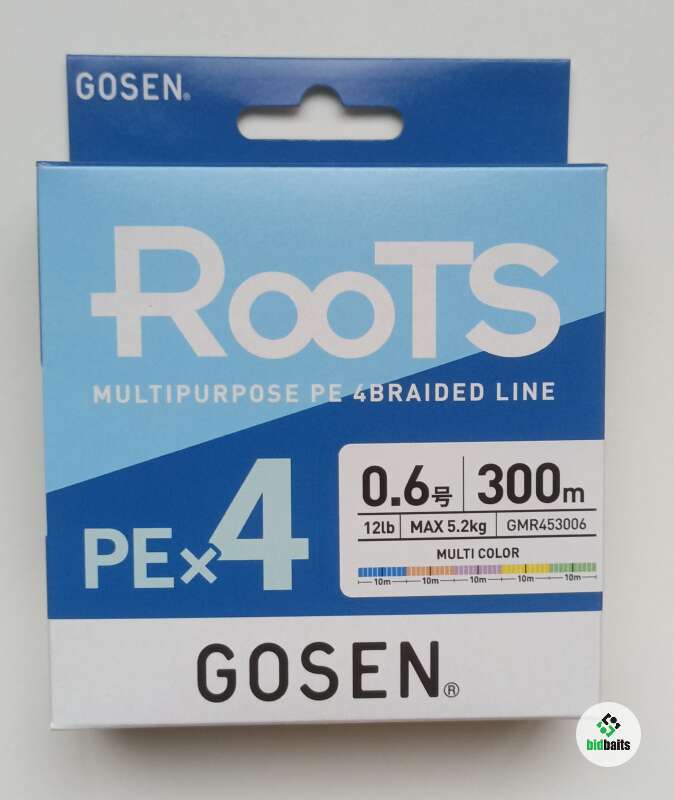 GOSEN®
RooTS
MULTIPURPOSE PE 4BRAIDED LINE
PE×4
0.6号 300m
12lb MAX 5.2kg GMR453006
MULTI COLOR
10m 10m 10m 10m 10m
GOSEN®
bidbaits